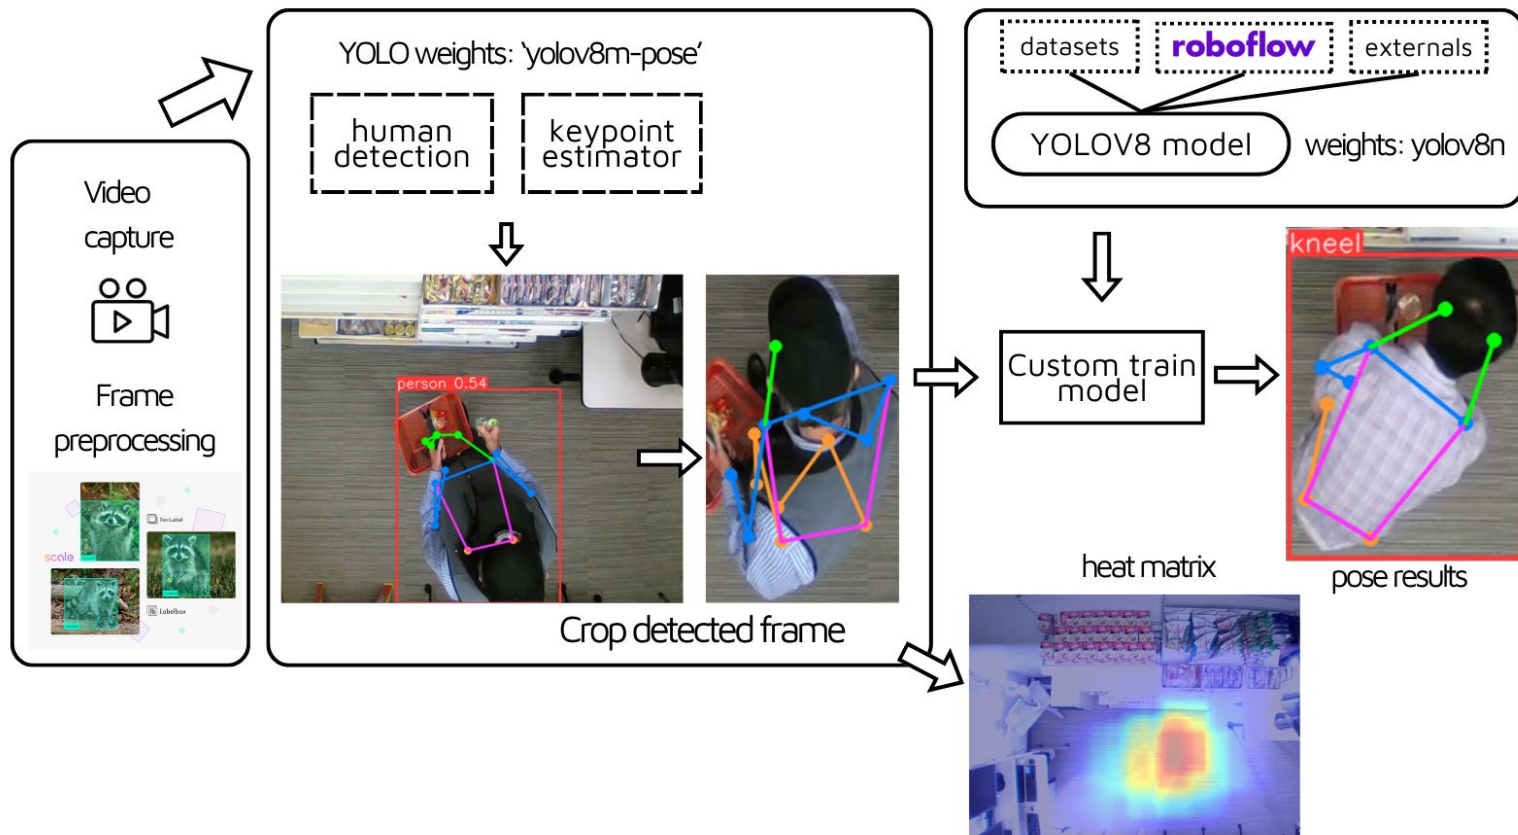 Video
capture
Frame
preprocessing
scale
Labelbox
YOLO weights: 'yolov8m-pose'
human
detection
keypoint
estimator
person 0.54
Crop detected frame
datasets
roboflow
externals
YOLOV8 model
weights: yolov8n
Custom train
model
kneel
pose results
heat matrix